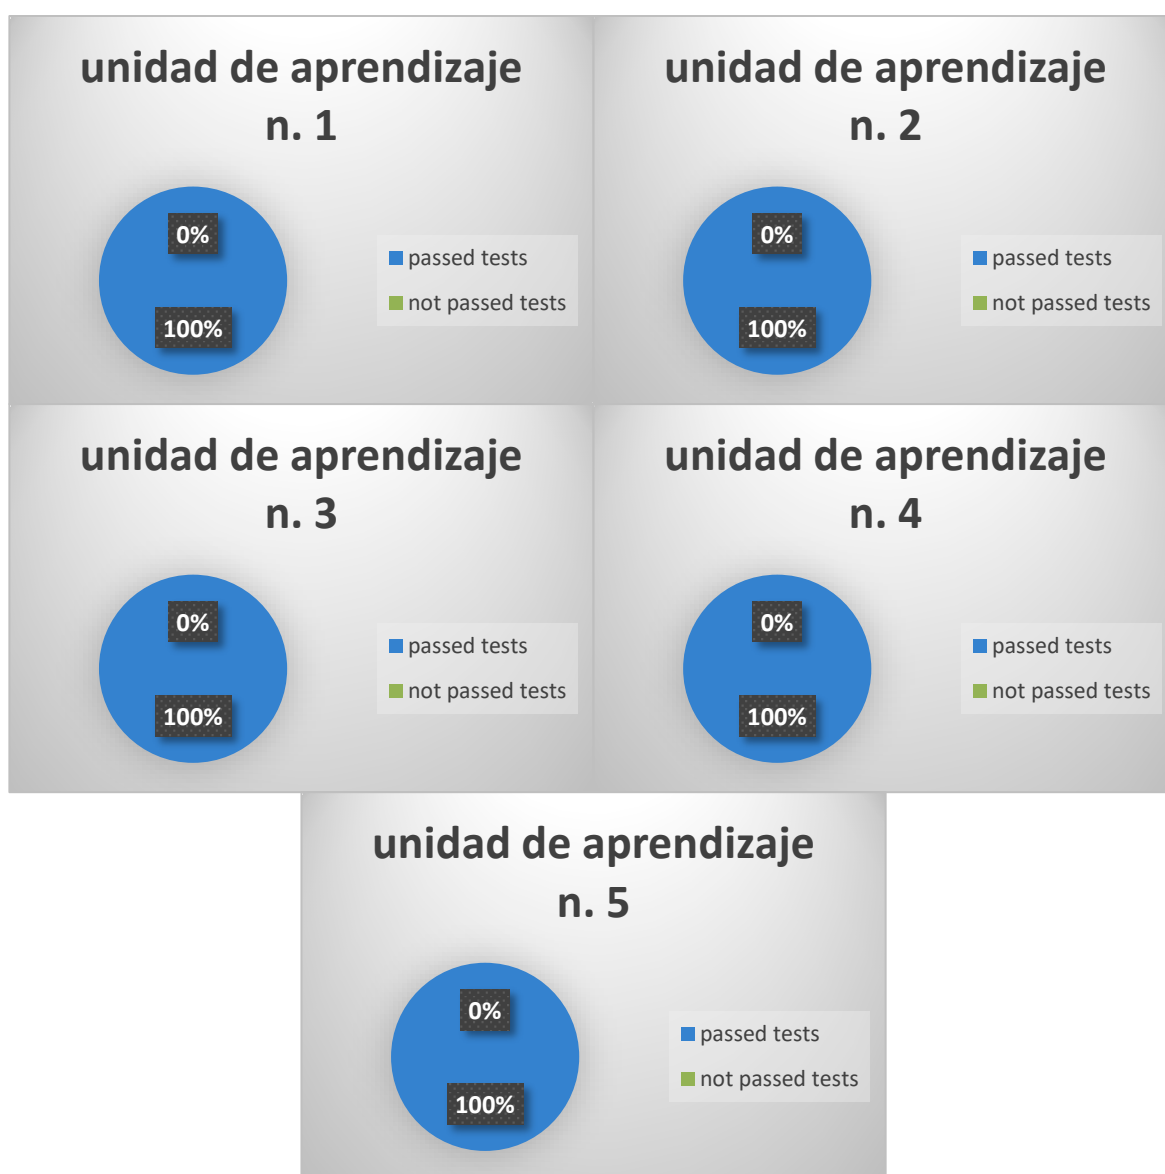 unidad de aprendizaje
n. 1
0%
100%
passed tests
not passed tests
unidad de aprendizaje
n. 2
0%
100%
passed tests
not passed tests
unidad de aprendizaje
n. 3
0%
100%
passed tests
not passed tests
unidad de aprendizaje
n. 4
0%
100%
passed tests
not passed tests
unidad de aprendizaje
n. 5
0%
100%
passed tests
not passed tests